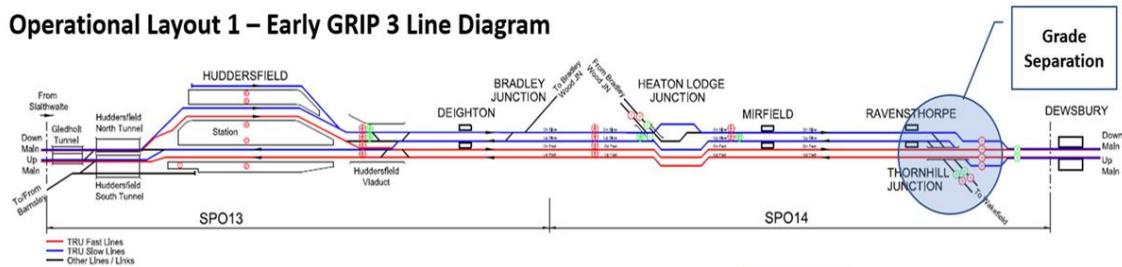 Operational Layout 1 – Early GRIP 3 Line Diagram
Grade
Separation
HUDDERSFIELD
BRADLEY
JUNCTION
To Bradley
Wood JN
From Bradley
Wood JN
HEATON LODGE
JUNCTION
From
Slaithwaite
Gledholt
Tunnel
Huddersfield
North Tunnel
DEIGHTON
MIRFIELD
RAVENSTHORPE
DEWSBURY
Station
Down
Main
Up
Main
Down
Main
Up
Main
Huddersfield
South Tunnel
Huddersfield
Viaduct
THORNHILL
JUNCTION
To Wakefield
To/From
Barnsley
SPO13
SPO14
TRU Fast Lines
TRU Slow Lines
Other Lines / Links